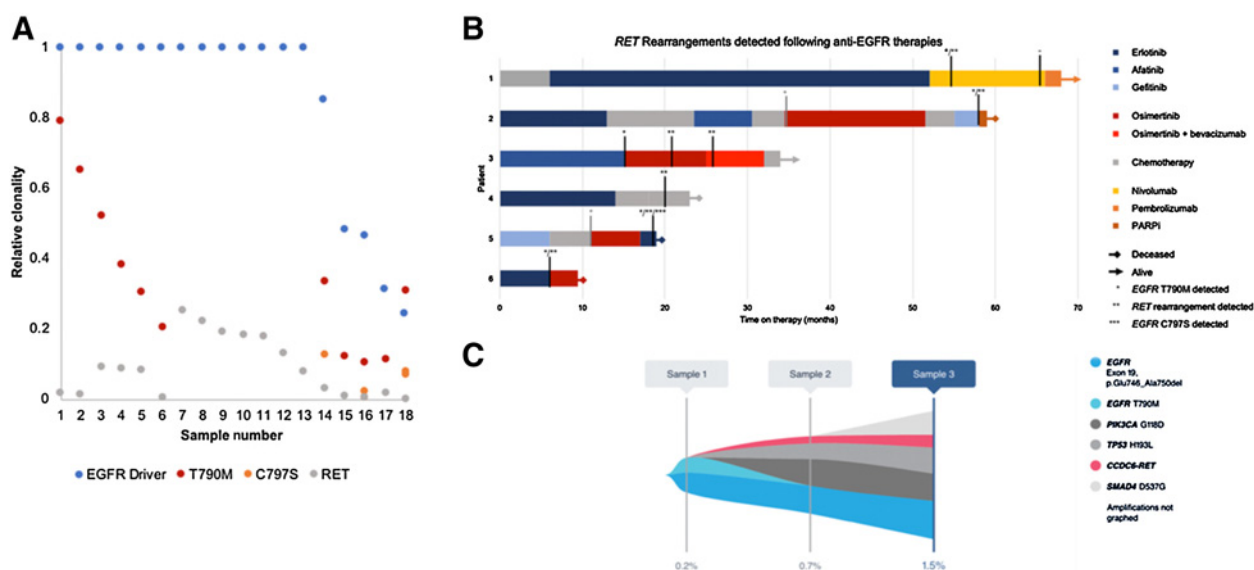 A
1
0.8
0.6
0.4
0.2
0
Relative clonality
1 2 3 4 5 6 7 8 9 10 11 12 13 14 15 16 17 18
Sample number
EGFR Driver T790M C797S RET
B
RET Rearrangements detected following anti-EGFR therapies
Patient
1
2
3
4
5
6
* *
**
* ** **
**
*
0 10 20 30 40 50 60 70
Time on therapy (months)
Erlotinib
Afatinib
Gefitinib
Osimertinib
Osimertinib + bevacizumab
Chemotherapy
Nivolumab
Pembrolizumab
PARPi
Deceased
Alive
* EGFR T790M detected
** RET rearrangement detected
*** EGFR C797S detected
C
Sample 1 Sample 2 Sample 3
0.2% 0.7% 1.5%
EGFR
Exon 19,
p.Glu746_Ala750del
EGFR T790M
PIK3CA G118D
TP53 H193L
CCDC6-RET
SMAD4 D537G
Amplifications not
graphed